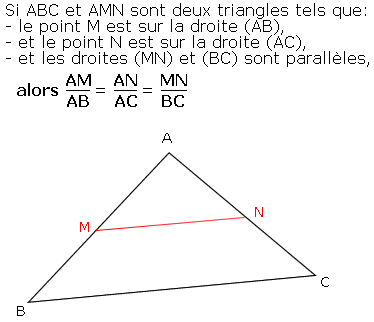 Si ABC et AMN sont deux triangles tels que:
- le point M est sur la droite (AB),
- et le point N est sur la droite (AC),
- et les droites (MN) et (BC) sont parallèles,
alors AM/AB = AN/AC = MN/BC
A
M
N
C
B